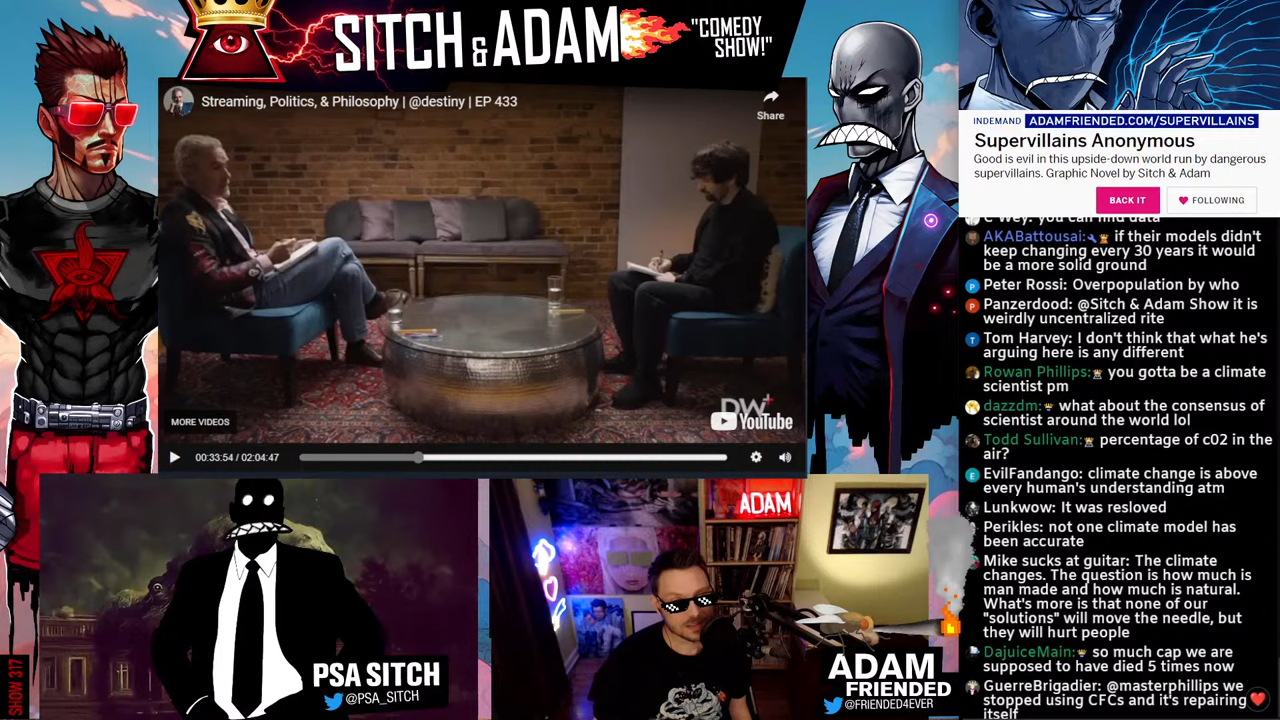 SITCH & ADAM
"COMEDY
SHOW!"
Streaming, Politics, & Philosophy | @destiny | EP 433
Share
DW+
YouTube
MORE VIDEOS
00:33:54 / 02:04:47
INDEMAND ADAMFRIENDED.COM/SUPERVILLAINS
Supervillains Anonymous
Good is evil in this upside-down world run by dangerous
supervillains. Graphic Novel by Sitch & Adam
BACK IT
FOLLOWING
C Wey: you can find data
AKABattousai: if their models didn't
keep changing every 30 years it would
be a more solid ground
Peter Rossi: Overpopulation by who
Panzerdood: @Sitch & Adam Show it is
weirdly uncentralized rite
Tom Harvey: I don't think that what he's
arguing here is any different
Rowan Phillips: you gotta be a climate
scientist pm
dazzdm: what about the consensus of
scientist around the world lol
Todd Sullivan: percentage of c02 in the
air?
EvilFandango: climate change is above
every human's understanding atm
Lunkwow: It was resloved
Perikles: not one climate model has
been accurate
Mike sucks at guitar: The climate
changes. The question is how much is
man made and how much is natural.
What's more is that none of our
"solutions" will move the needle, but
they will hurt people
DajuiceMain: so much cap we are
supposed to have died 5 times now
GuerreBrigadier: @masterphillips we
stopped using CFCs and it's repairing
itself
ADAM
PSA SITCH
@PSA_SITCH
ADAM
FRIENDED
@FRIENDED4EVER
SHOW 317